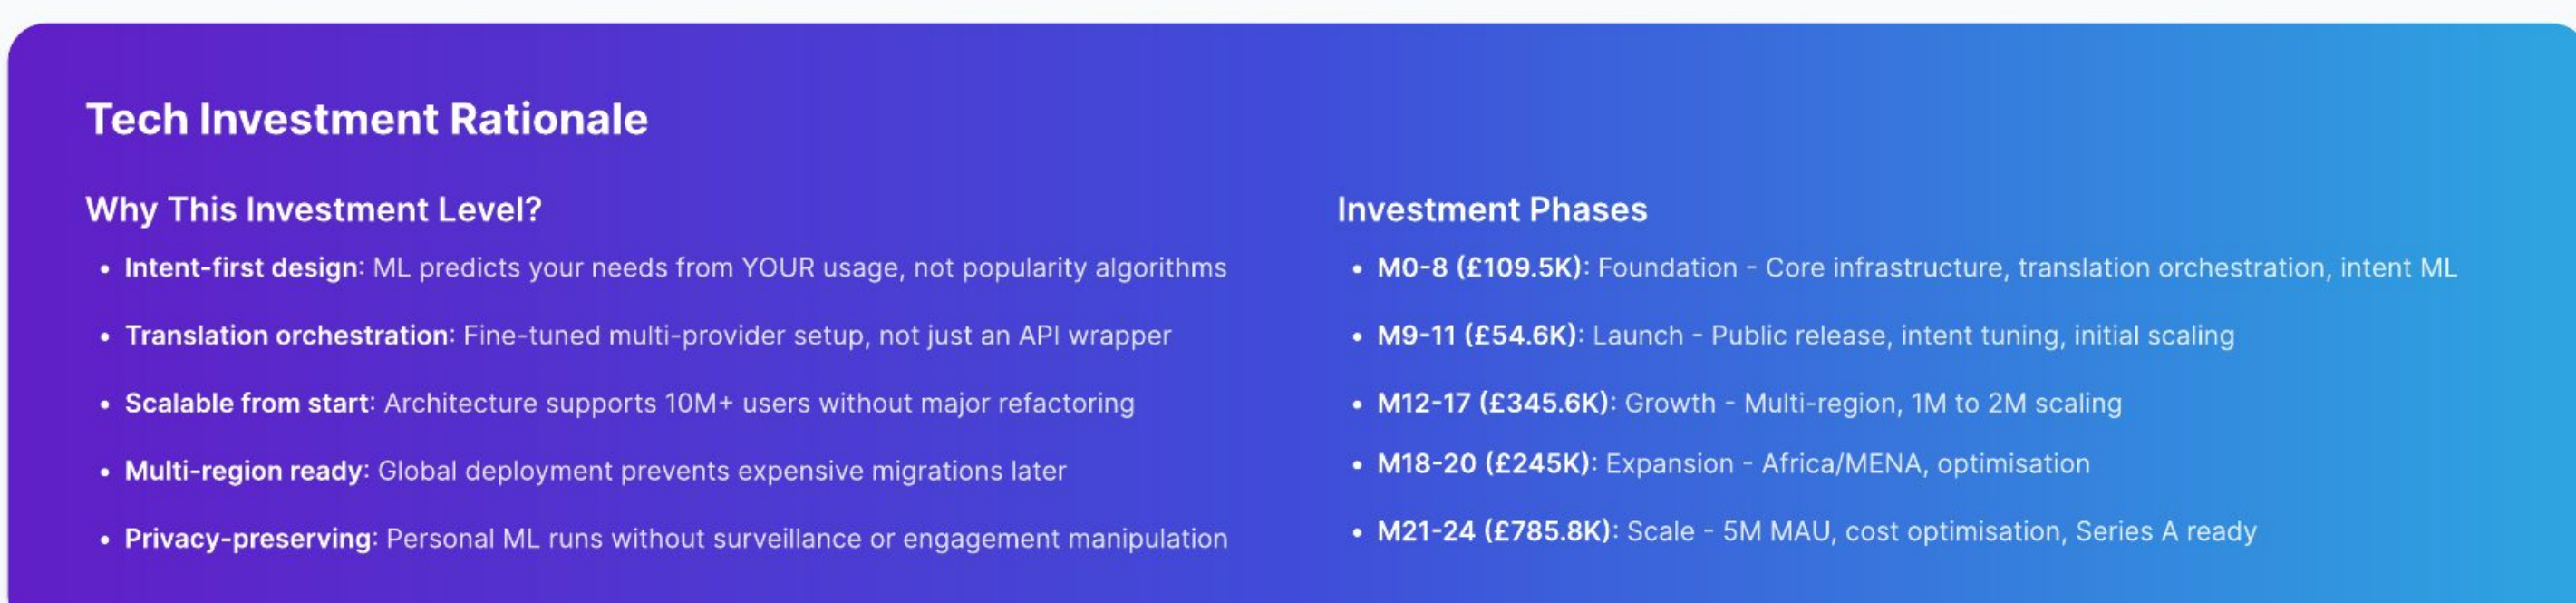 Tech Investment Rationale
Why This Investment Level?
• Intent-first design: ML predicts your needs from YOUR usage, not popularity algorithms
• Translation orchestration: Fine-tuned multi-provider setup, not just an API wrapper
• Scalable from start: Architecture supports 10M+ users without major refactoring
• Multi-region ready: Global deployment prevents expensive migrations later
• Privacy-preserving: Personal ML runs without surveillance or engagement manipulation
Investment Phases
• M0-8 (£109.5K): Foundation - Core infrastructure, translation orchestration, intent ML
• M9-11 (£54.6K): Launch - Public release, intent tuning, initial scaling
• M12-17 (£345.6K): Growth - Multi-region, 1M to 2M scaling
• M18-20 (£245K): Expansion - Africa/MENA, optimisation
• M21-24 (£785.8K): Scale - 5M MAU, cost optimisation, Series A ready